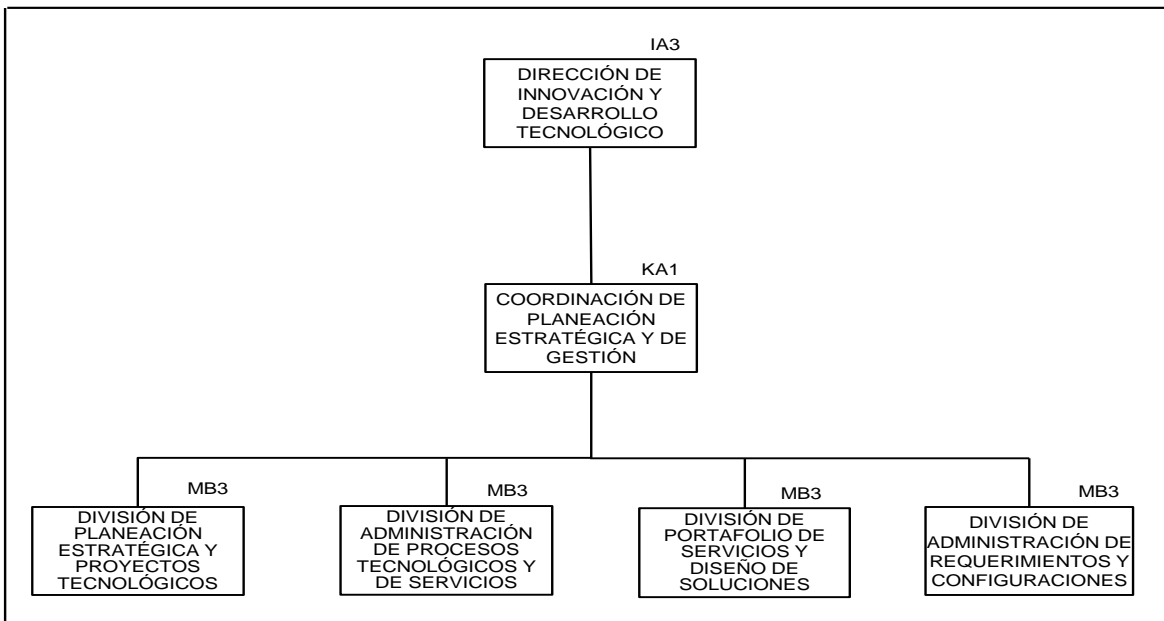 IA3
DIRECCIÓN DE
INNOVACIÓN Y
DESARROLLO
TECNOLÓGICO
KA1
COORDINACIÓN DE
PLANEACIÓN
ESTRATÉGICA Y DE
GESTIÓN
MB3
DIVISIÓN DE
PLANEACIÓN
ESTRATÉGICA Y
PROYECTOS
TECNOLÓGICOS
MB3
DIVISIÓN DE
ADMINISTRACIÓN
DE PROCESOS
TECNOLÓGICOS Y
DE SERVICIOS
MB3
DIVISIÓN DE
PORTAFOLIO DE
SERVICIOS Y
DISEÑO DE
SOLUCIONES
MB3
DIVISIÓN DE
ADMINISTRACIÓN DE
REQUERIMIENTOS Y
CONFIGURACIONES